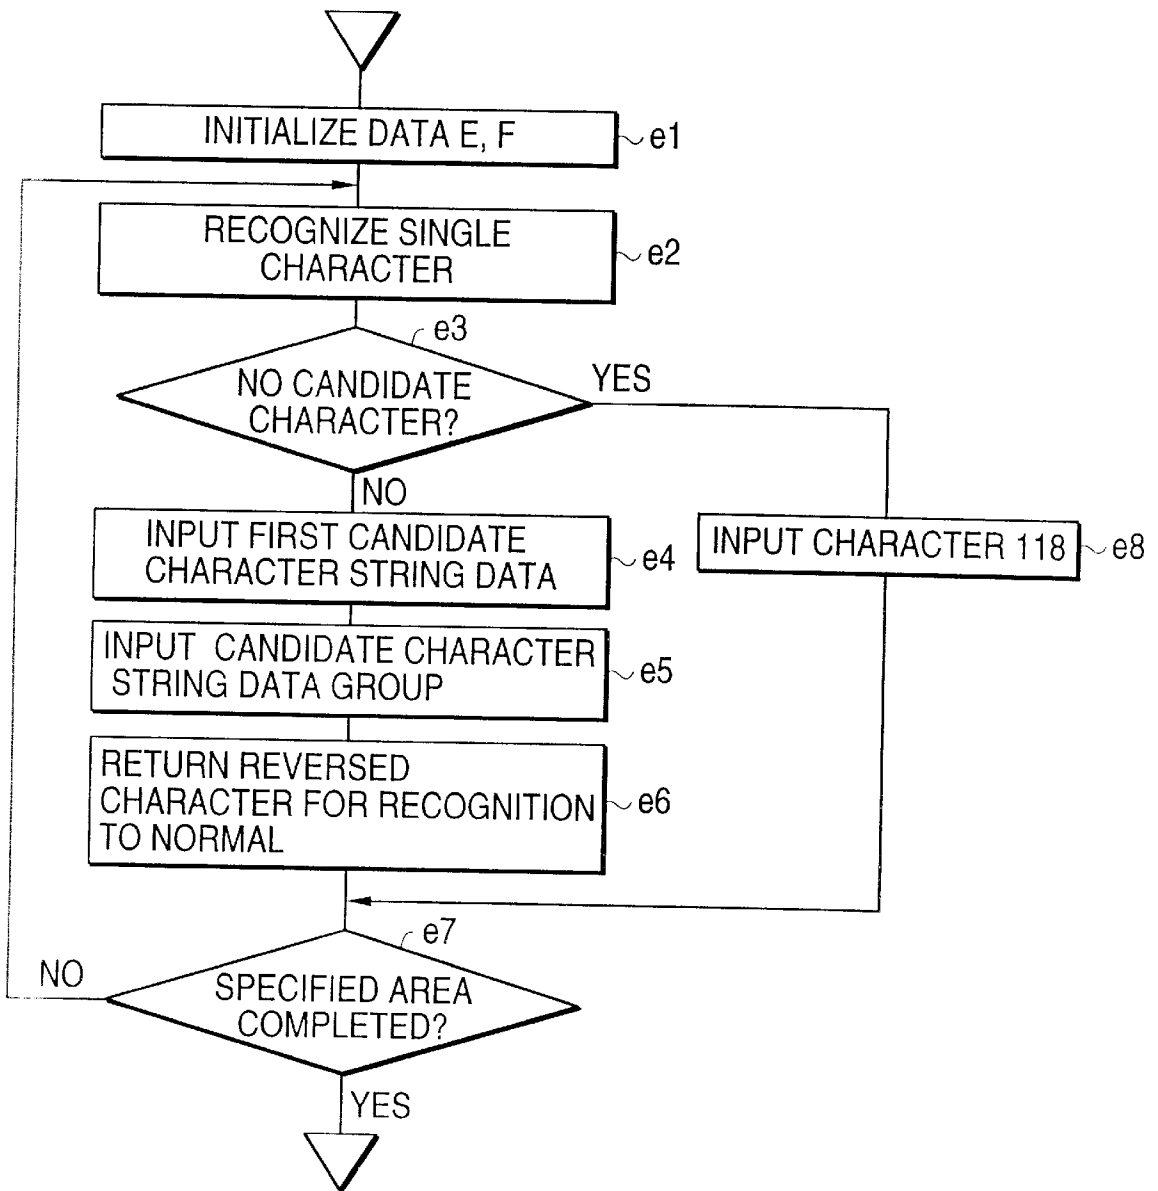 INITIALIZE DATA E, F
e1
RECOGNIZE SINGLE
CHARACTER
e2
e3
NO CANDIDATE
CHARACTER?
YES
NO
INPUT FIRST CANDIDATE
CHARACTER STRING DATA
e4
INPUT CHARACTER 118
e8
INPUT CANDIDATE CHARACTER
STRING DATA GROUP
e5
RETURN REVERSED
CHARACTER FOR RECOGNITION
TO NORMAL
e6
e7
NO
SPECIFIED AREA
COMPLETED?
YES